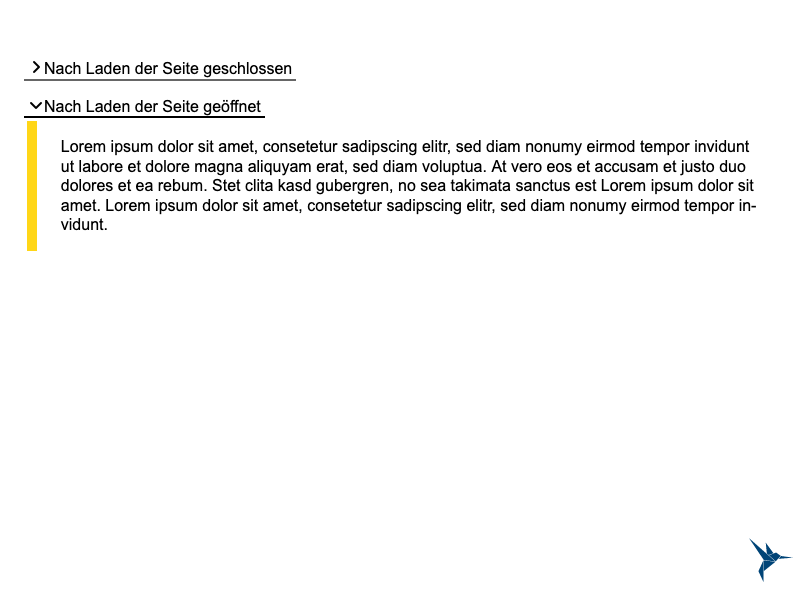 Nach Laden der Seite geschlossen
Nach Laden der Seite geöffnet
Lorem ipsum dolor sit amet, consetetur sadipscing elitr, sed diam nonumy eirmod tempor invidunt
ut labore et dolore magna aliquyam erat, sed diam voluptua. At vero eos et accusam et justo duo
dolores et ea rebum. Stet clita kasd gubergren, no sea takimata sanctus est Lorem ipsum dolor sit
amet. Lorem ipsum dolor sit amet, consetetur sadipscing elitr, sed diam nonumy eirmod tempor in-
vidunt.